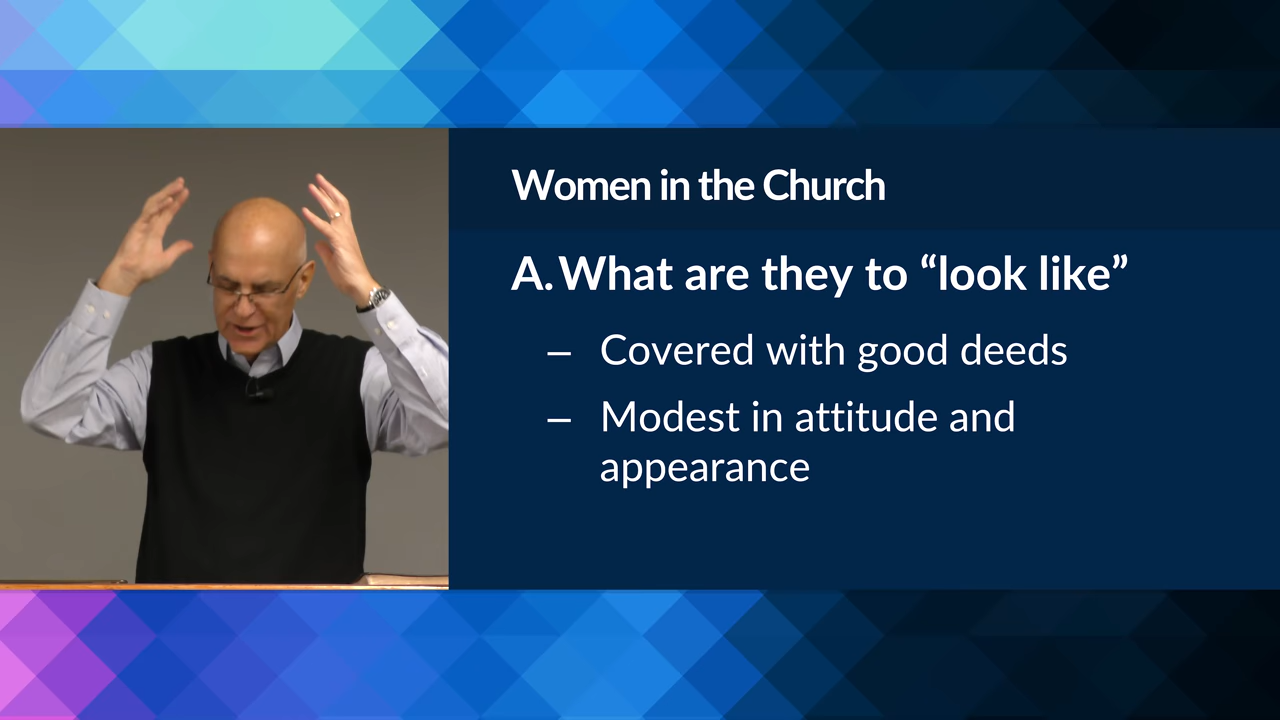 Women in the Church
A. What are they to “look like”
– Covered with good deeds
– Modest in attitude and
appearance